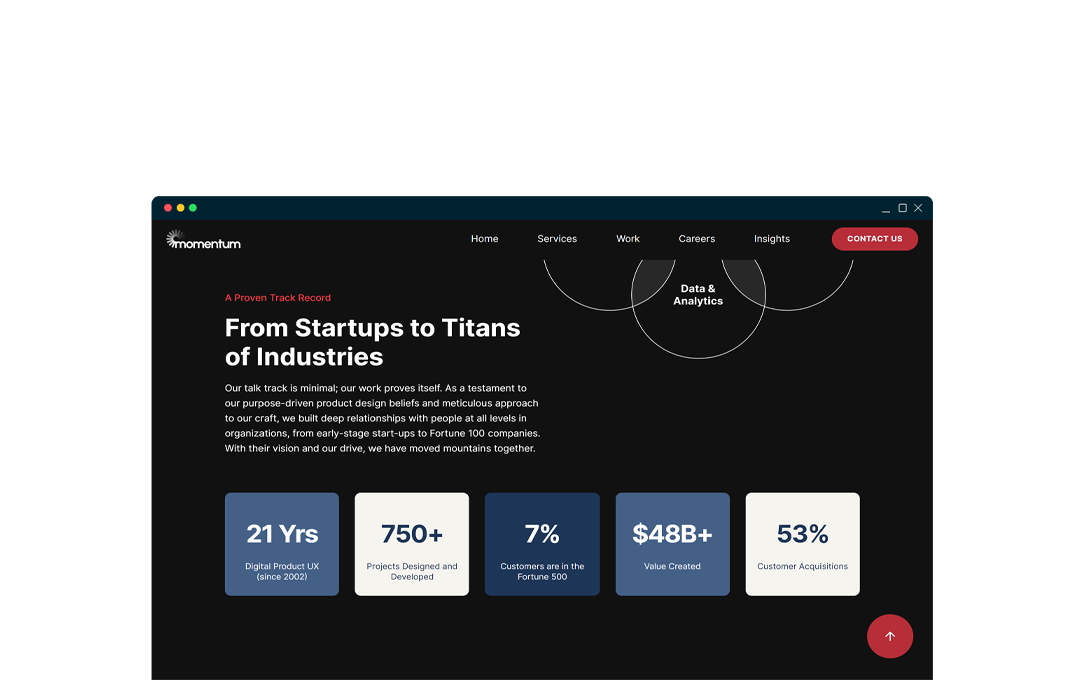 momentum
Home
Services
Work
Careers
Insights
CONTACT US
Data &
Analytics
A Proven Track Record
From Startups to Titans
of Industries
Our talk track is minimal; our work proves itself. As a testament to
our purpose-driven product design beliefs and meticulous approach
to our craft, we built deep relationships with people at all levels in
organizations, from early-stage start-ups to Fortune 100 companies.
With their vision and our drive, we have moved mountains together.
21 Yrs
Digital Product UX
(since 2002)
750+
Projects Designed and
Developed
7%
Customers are in the
Fortune 500
$48B+
Value Created
53%
Customer Acquisitions